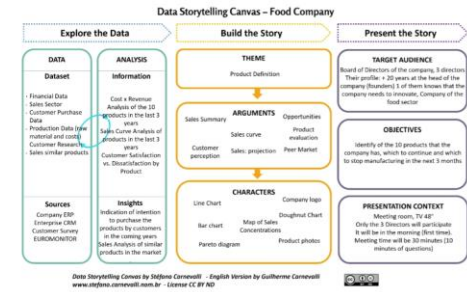 Data Storytelling Canvas – Food Company
Explore the Data
Build the Story
Present the Story
DATA
Dataset
- Financial Data
- Sales Sector
- Customer Purchase
Data
- Production Data (raw
material and costs)
- Customer Research
- Sales similar products
Sources
Company ERP
Enterprise CRM
Customer Survey
EUROMONITOR
ANALYSIS
Information
Cost x Revenue
Analysis of the 10
products in the last 3
years
Sales Curve Analysis of
products in the last 3
years
Customer Satisfaction
vs. Dissatisfaction by
Product
Insights
Indication of intention
to purchase the
products by customers
in the coming years
Sales Analysis of similar
products in the market
THEME
Product Definition
ARGUMENTS
Sales Summary
Opportunities
Sales curve
Product
evaluation
Customer
perception
Sales: projection
Peer Market
CHARACTERS
Line Chart
Company logo
Doughnut Chart
Bar chart
Map of Sales
Concentrations
Pareto diagram
Product photos
TARGET AUDIENCE
Board of Directors of the company, 3 directors
Their profile: + 20 years at the head of the
company (founders) 1 of them knows that the
company needs to innovate, Company of the
food sector
OBJECTIVES
Identify of the 10 products that the
company has, which to continue and which
to stop manufacturing in the next 3 months
PRESENTATION CONTEXT
Meeting room, TV 48"
Only the 3 Directors will participate
It will be in the morning (first time).
Meeting time will be 30 minutes (10
minutes of questions)
Data Storytelling Canvas by Stéfano Carnevalli - English Version by Guilherme Carnevalli
www.stefano.carnevalli.nom.br - License CC BY ND